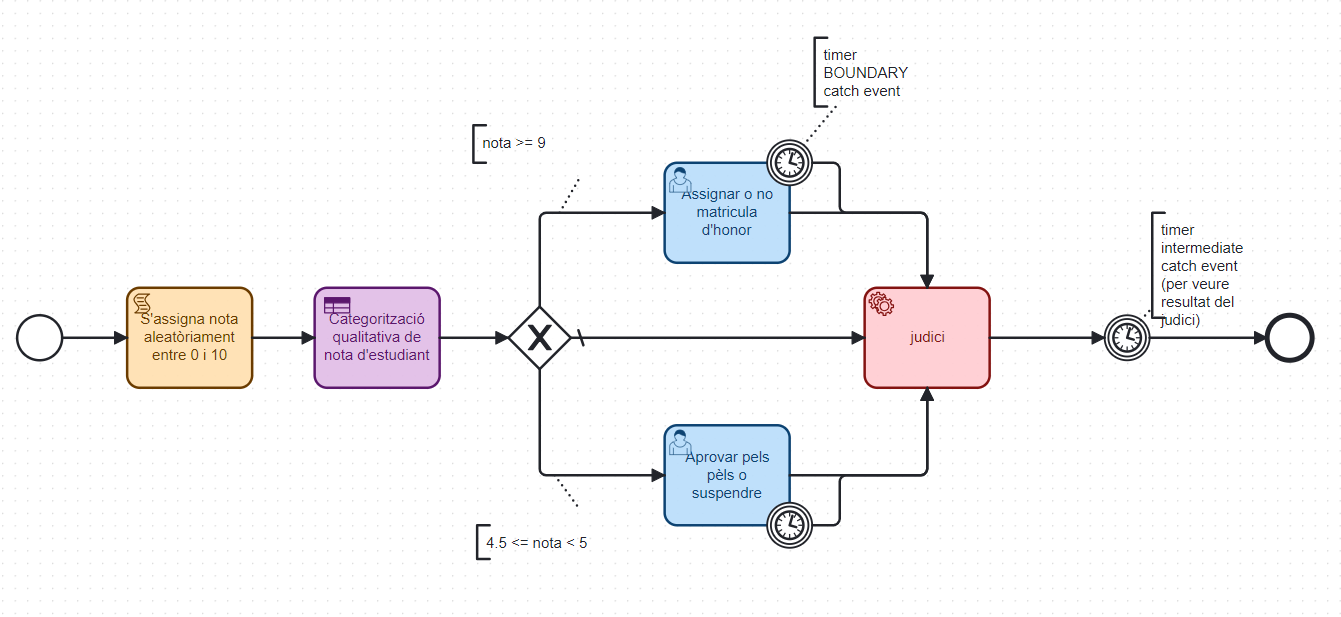 timer
BOUNDARY
catch event
nota >= 9
Assignar o no
matricula
d'honor
timer
intermediate
catch event
(per veure
resultat del
judici)
S'assigna nota
aleatòriament
entre 0 i 10
Categorització
qualitativa de
nota d'estudiant
judici
Aprovar pels
pèls o
suspendre
4.5 <= nota < 5